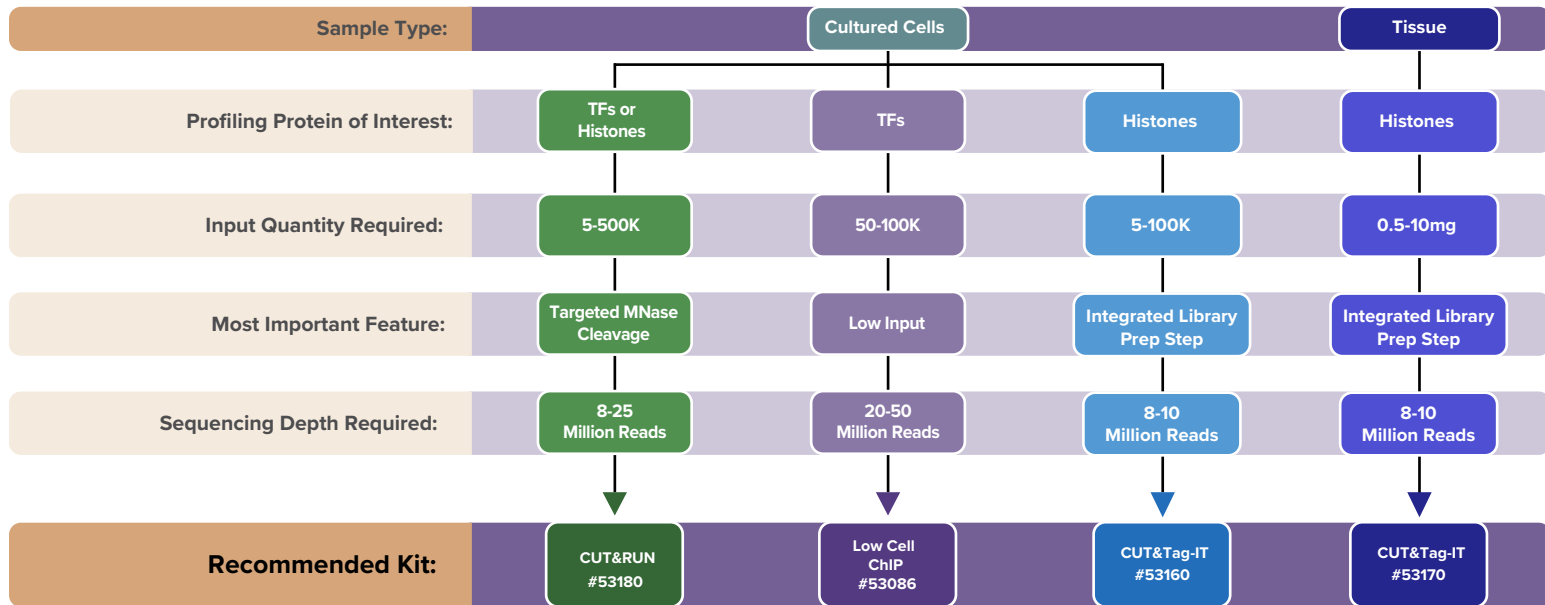 Sample Type:
Cultured Cells
Tissue
Profiling Protein of Interest:
TFs or
Histones
TFs
Histones
Histones
Input Quantity Required:
5-500K
50-100K
5-100K
0.5-10mg
Most Important Feature:
Targeted MNase
Cleavage
Low Input
Integrated Library
Prep Step
Integrated Library
Prep Step
Sequencing Depth Required:
8-25
Million Reads
20-50
Million Reads
8-10
Million Reads
8-10
Million Reads
Recommended Kit:
CUT&RUN
#53180
Low Cell
ChIP
#53086
CUT&Tag-IT
#53160
CUT&Tag-IT
#53170